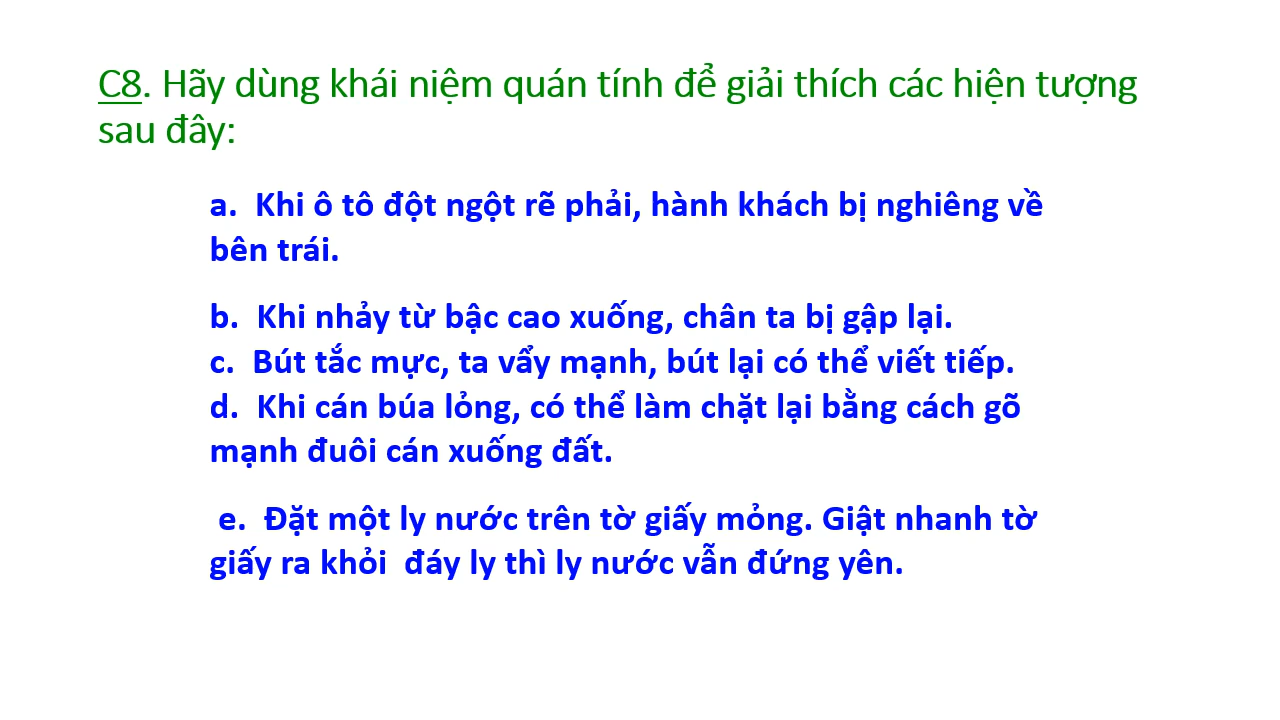 C8. Hãy dùng khái niệm quán tính để giải thích các hiện tượng
sau đây:
a. Khi ô tô đột ngột rẽ phải, hành khách bị nghiêng về
bên trái.
b. Khi nhảy từ bậc cao xuống, chân ta bị gập lại.
c. Bút tắc mực, ta vẩy mạnh, bút lại có thể viết tiếp.
d. Khi cán búa lỏng, có thể làm chặt lại bằng cách gõ
mạnh đuôi cán xuống đất.
e. Đặt một ly nước trên tờ giấy mỏng. Giật nhanh tờ
giấy ra khỏi đáy ly thì ly nước vẫn đứng yên.